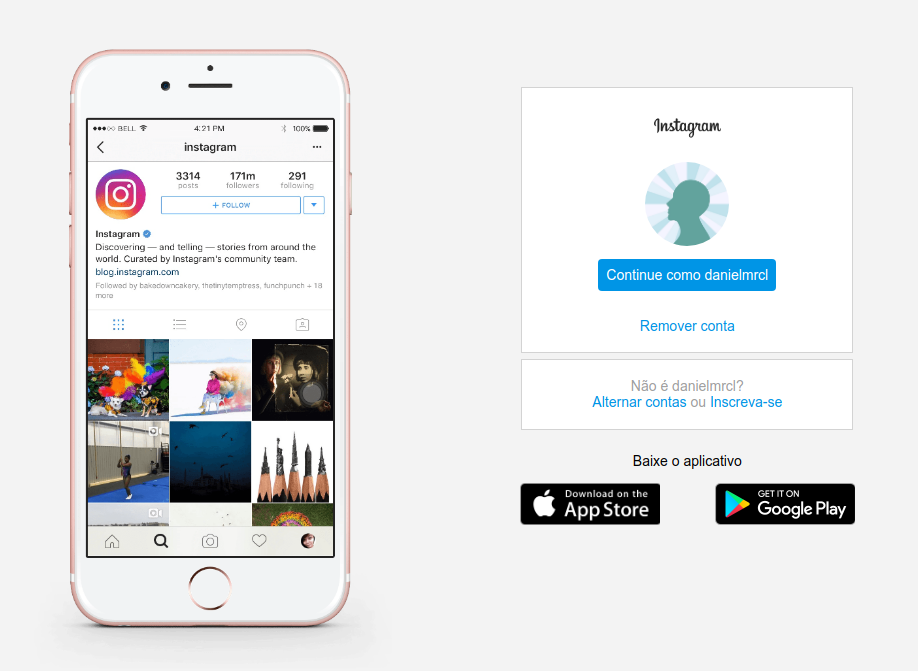 BELL 4:21 PM 100%
instagram
3314 171m 291
posts followers following
+ FOLLOW
Instagram
Discovering — and telling — stories from around the
world. Curated by Instagram's community team.
blog.instagram.com
Followed by bakedowncakery, thetinytemptress, funchpunch + 18
more
Instagram
Continue como danielmrcl
Remover conta
Não é danielmrcl?
Alternar contas ou Inscreva-se
Baixe o aplicativo
Download on the
App Store
GET IT ON
Google Play